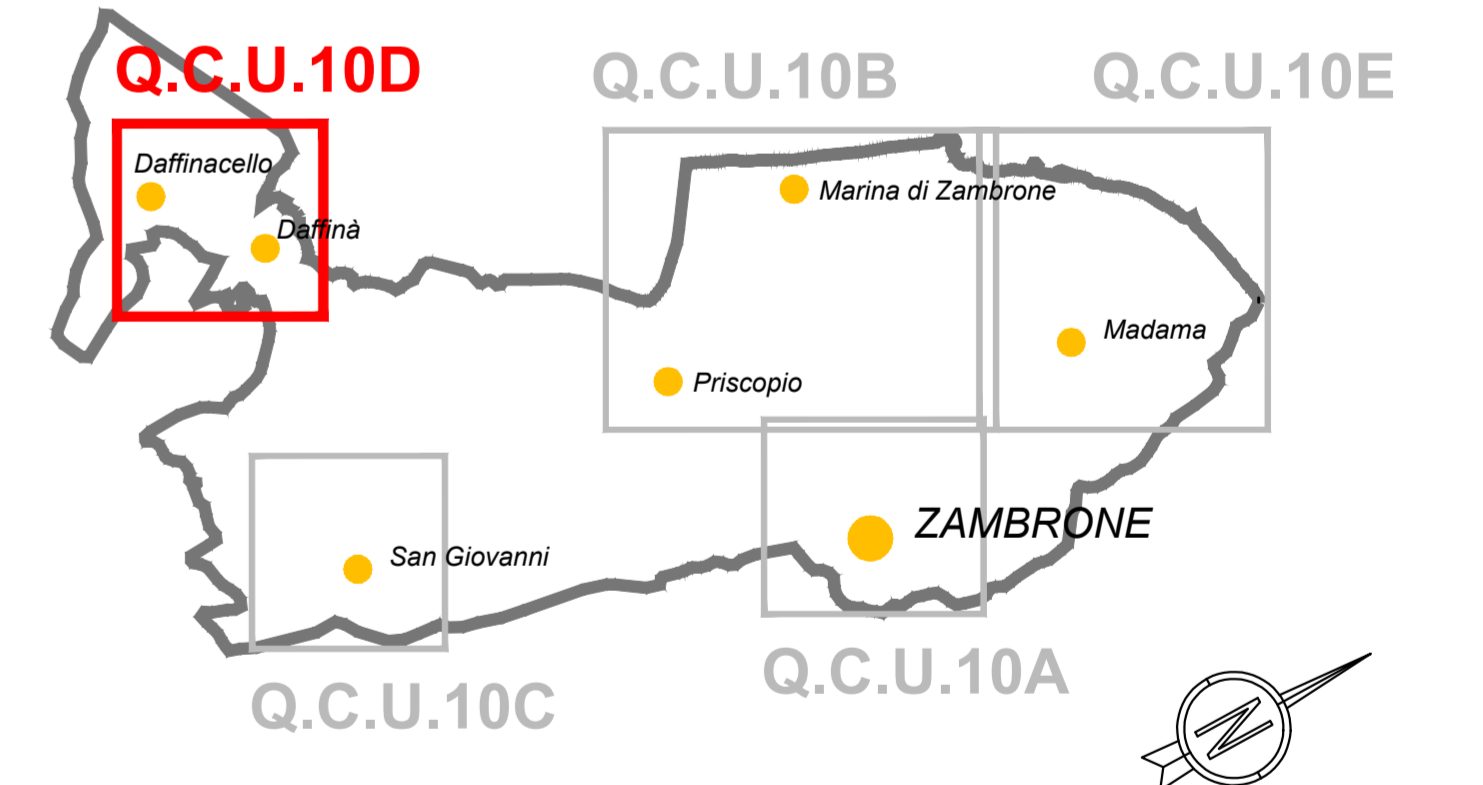 Q.C.U.10D
Q.C.U.10B
Q.C.U.10E
Daffinacello
Marina di Zambrone
Daffinà
Madama
Priscopio
ZAMBRONE
San Giovanni
Q.C.U.10A
Q.C.U.10C
N